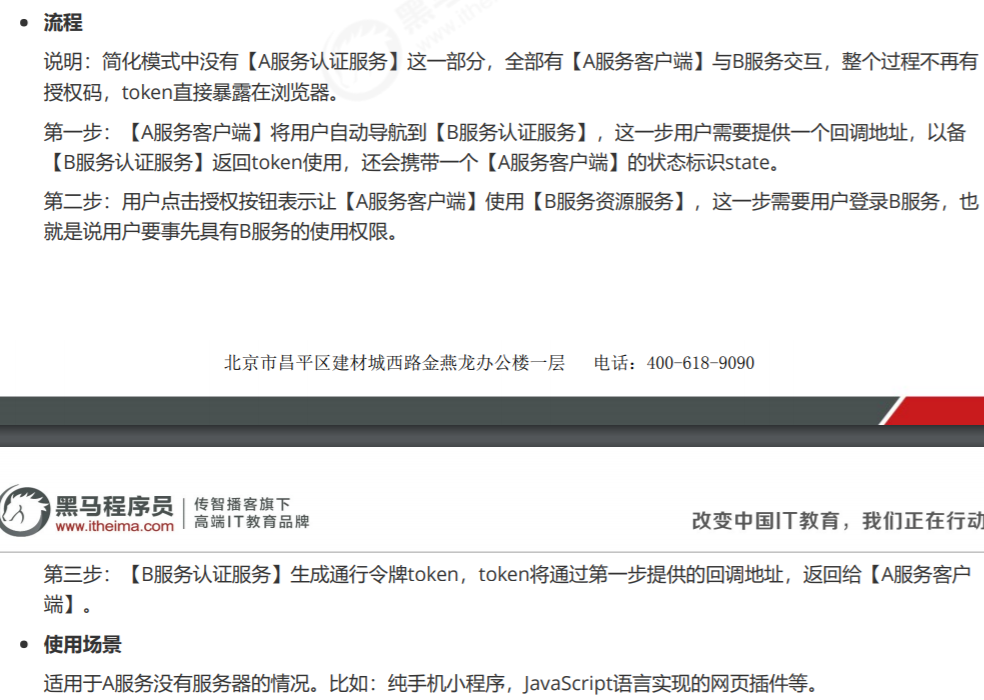 流程
说明：简化模式中没有【A服务认证服务】这一部分，全部有【A服务客户端】与B服务交互，整个过程不再有
授权码，token直接暴露在浏览器。
第一步：【A服务客户端】将用户自动导航到【B服务认证服务】，这一步用户需要提供一个回调地址，以备
【B服务认证服务】返回token使用，还会携带一个【A服务客户端】的状态标识state。
第二步：用户点击授权按钮表示让【A服务客户端】使用【B服务资源服务】，这一步需要用户登录B服务，也
就是说用户要事先具有B服务的使用权限。
北京市昌平区建材城西路金燕龙办公楼一层 电话：400-618-9090
黑马程序员
www.itheima.com
传智播客旗下
高端IT教育品牌
改变中国IT教育，我们正在行动
第三步：【B服务认证服务】生成通行令牌token，token将通过第一步提供的回调地址，返回给【A服务客户
端】。
使用场景
适用于A服务没有服务器的情况。比如：纯手机小程序，JavaScript语言实现的网页插件等。